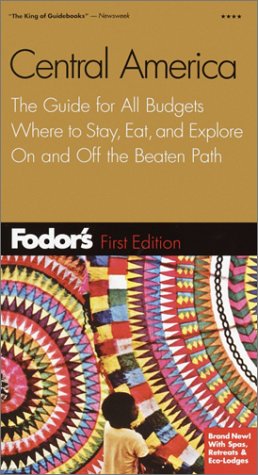 "The King of Guidebooks" — Newsweek ★★★★
Central America
The Guide for All Budgets
Where to Stay, Eat, and Explore
On and Off the Beaten Path
Fodor's First Edition
Brand New!
With Spas,
Retreats &
Eco-Lodges